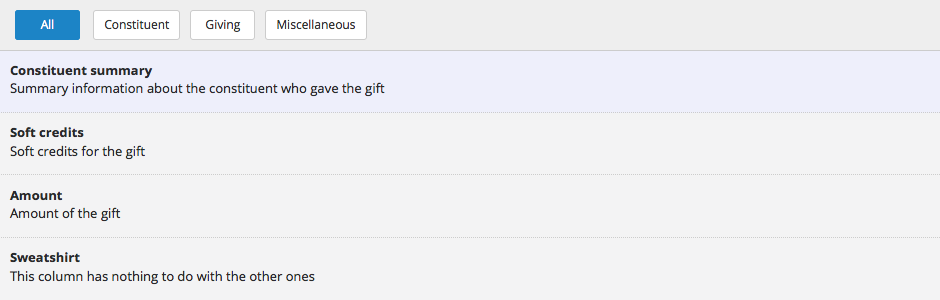 All Constituent Giving Miscellaneous
Constituent summary
Summary information about the constituent who gave the gift
Soft credits
Soft credits for the gift
Amount
Amount of the gift
Sweatshirt
This column has nothing to do with the other ones